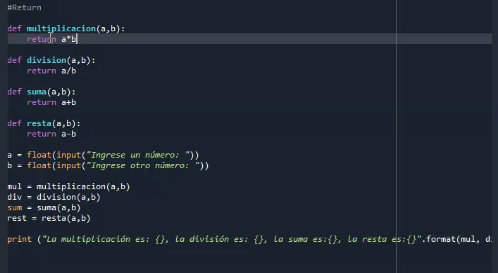 #Return
def multiplicacion(a,b):
    return a*b
def division(a,b):
    return a/b
def suma(a,b):
    return a+b
def resta(a,b):
    return a-b
a = float(input("Ingrese un número: "))
b = float(input("Ingrese otro número: "))
mul = multiplicacion(a,b)
div = division(a,b)
sum = suma(a,b)
rest = resta(a,b)
print ("La multiplicación es: {}, la división es: {}, la suma es:{}, la resta es:{}".format(mul, di